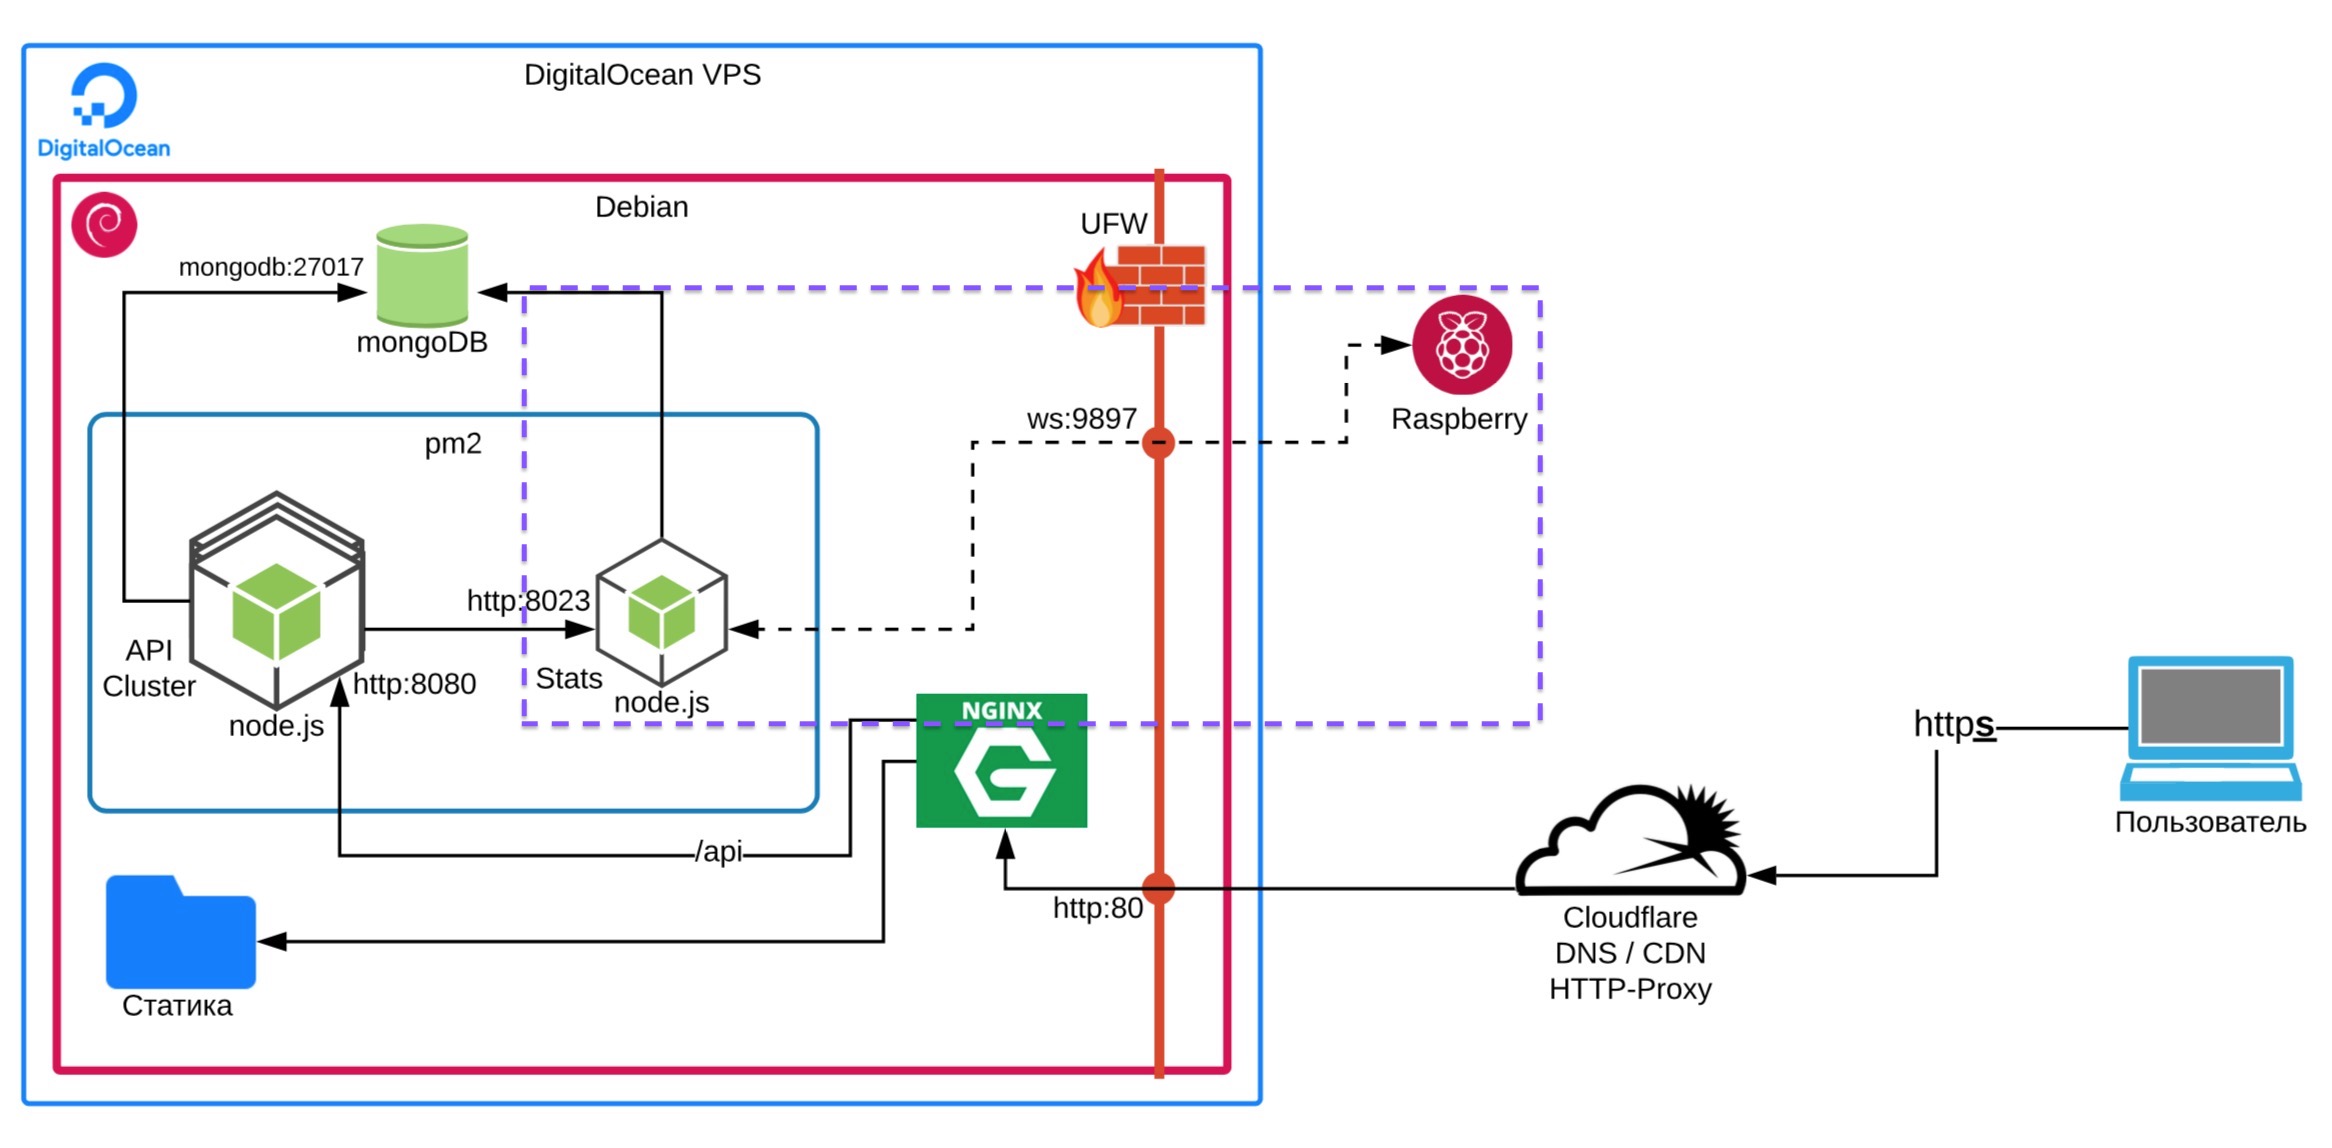 DigitalOcean VPS
DigitalOcean
Debian
UFW
mongodb:27017
mongoDB
ws:9897
Raspberry
pm2
http:8023
API
Cluster
http:8080
Stats
node.js
node.js
NGINX
https
Пользователь
/api
http:80
Cloudflare
DNS / CDN
HTTP-Proxy
Статика